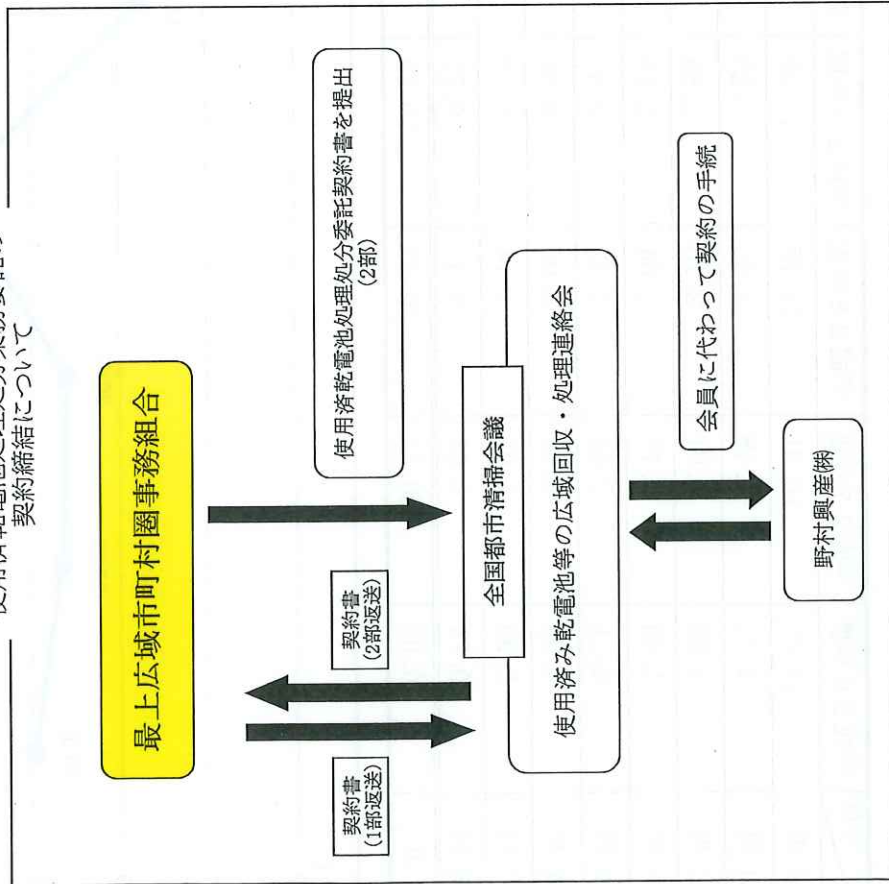 契約締結について
最上広域市町村圏事務組合
使用済乾電池処理処分委託契約書を提出
(2部)
契約書
(2部返送)
契約書
(1部返送)
全国都市清掃会議
使用済み乾電池等の広域回収・処理連絡会
会員に代わって契約の手続
野村興産㈱